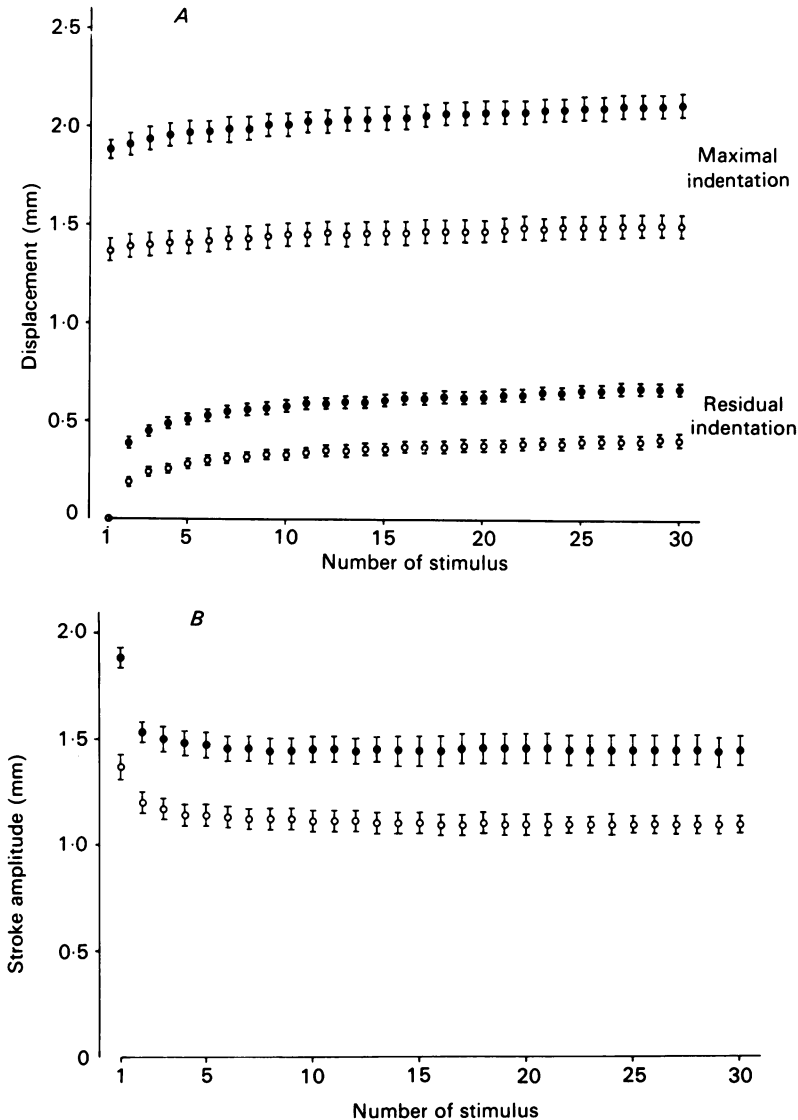 A
2·5
2·0
1·5
1·0
0·5
0
Displacement (mm)
Maximal
indentation
Residual
indentation
1 5 10 15 20 25 30
Number of stimulus
B
2·0
1·5
1·0
0·5
0
Stroke amplitude (mm)
1 5 10 15 20 25 30
Number of stimulus